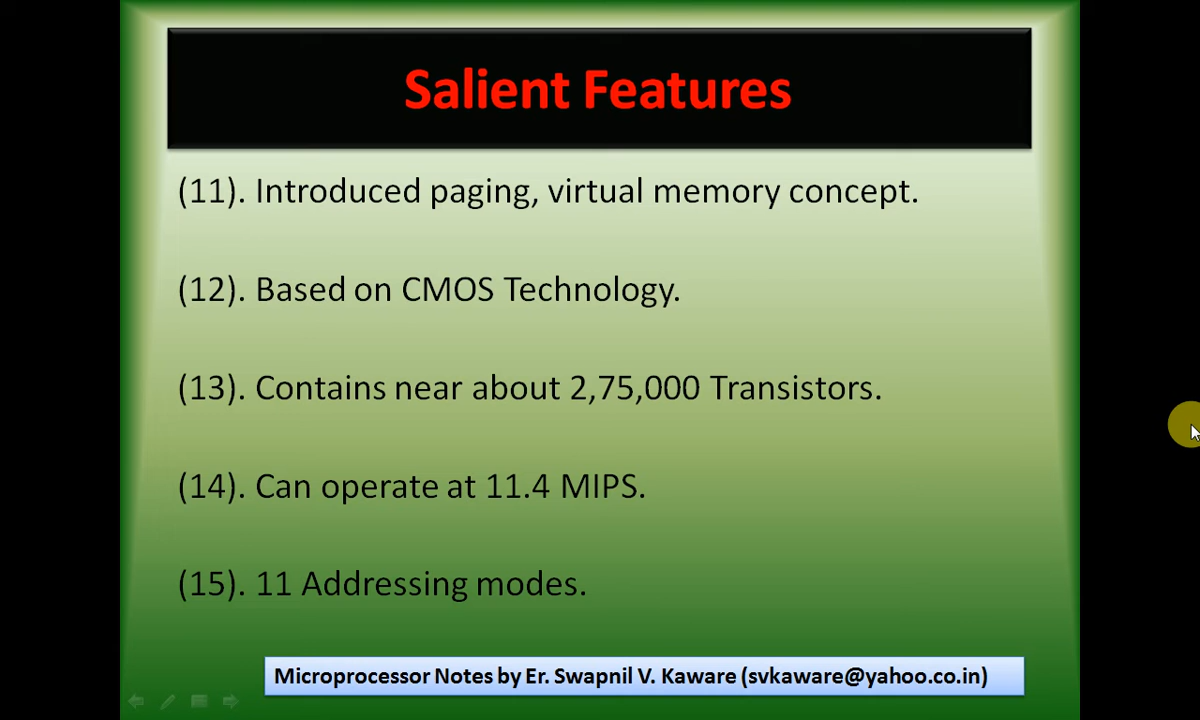 Salient Features
(11). Introduced paging, virtual memory concept.
(12). Based on CMOS Technology.
(13). Contains near about 2,75,000 Transistors.
(14). Can operate at 11.4 MIPS.
(15). 11 Addressing modes.
Microprocessor Notes by Er. Swapnil V. Kaware (svkaware@yahoo.co.in)